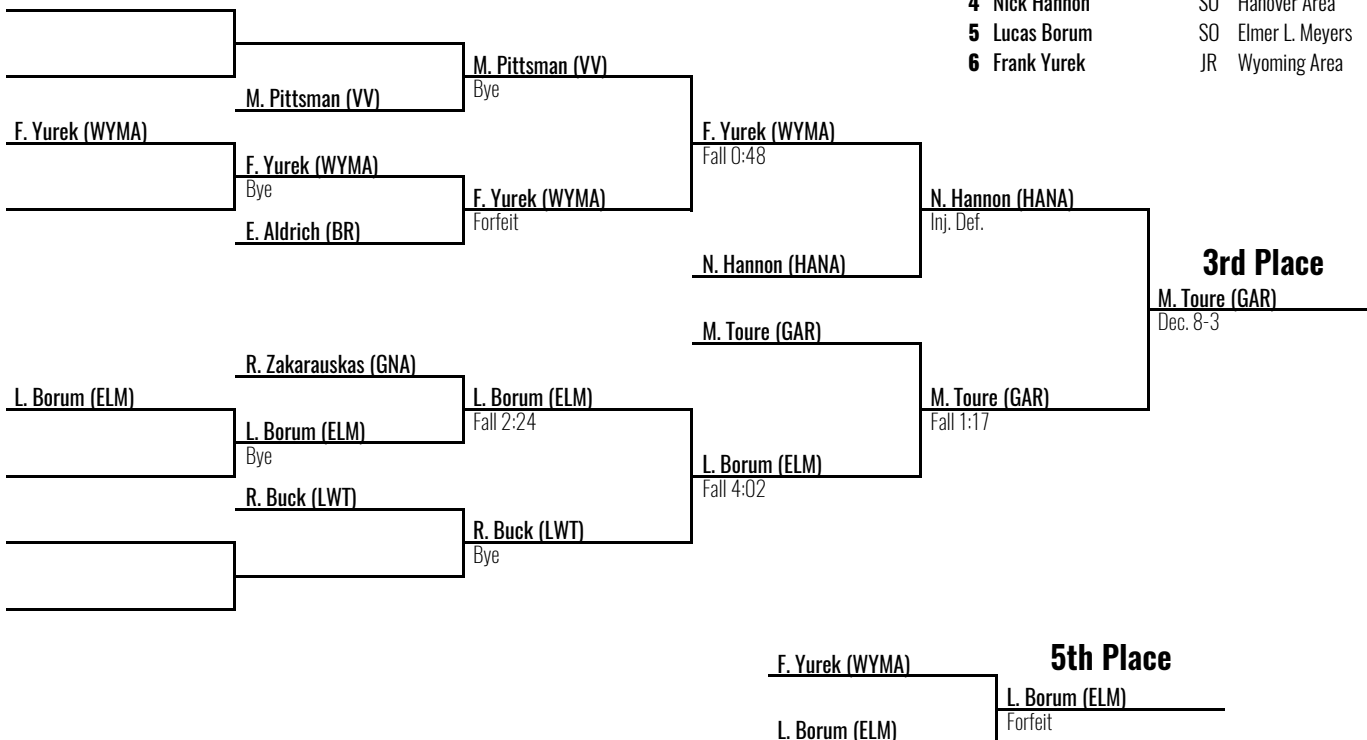 4 Nick Hannon SO Hanover Area
5 Lucas Borum SO Elmer L. Meyers
6 Frank Yurek JR Wyoming Area
M. Pittsman (VV)
Bye
M. Pittsman (VV)
F. Yurek (WYMA)
F. Yurek (WYMA)
Fall 0:48
F. Yurek (WYMA)
Bye
F. Yurek (WYMA)
Forfeit
N. Hannon (HANA)
Inj. Def.
E. Aldrich (BR)
N. Hannon (HANA)
3rd Place
M. Toure (GAR)
Dec. 8-3
M. Toure (GAR)
R. Zakarauskas (GNA)
L. Borum (ELM)
L. Borum (ELM)
Fall 2:24
M. Toure (GAR)
Fall 1:17
L. Borum (ELM)
Bye
L. Borum (ELM)
Fall 4:02
R. Buck (LWT)
R. Buck (LWT)
Bye
F. Yurek (WYMA)
5th Place
L. Borum (ELM)
Forfeit
L. Borum (ELM)